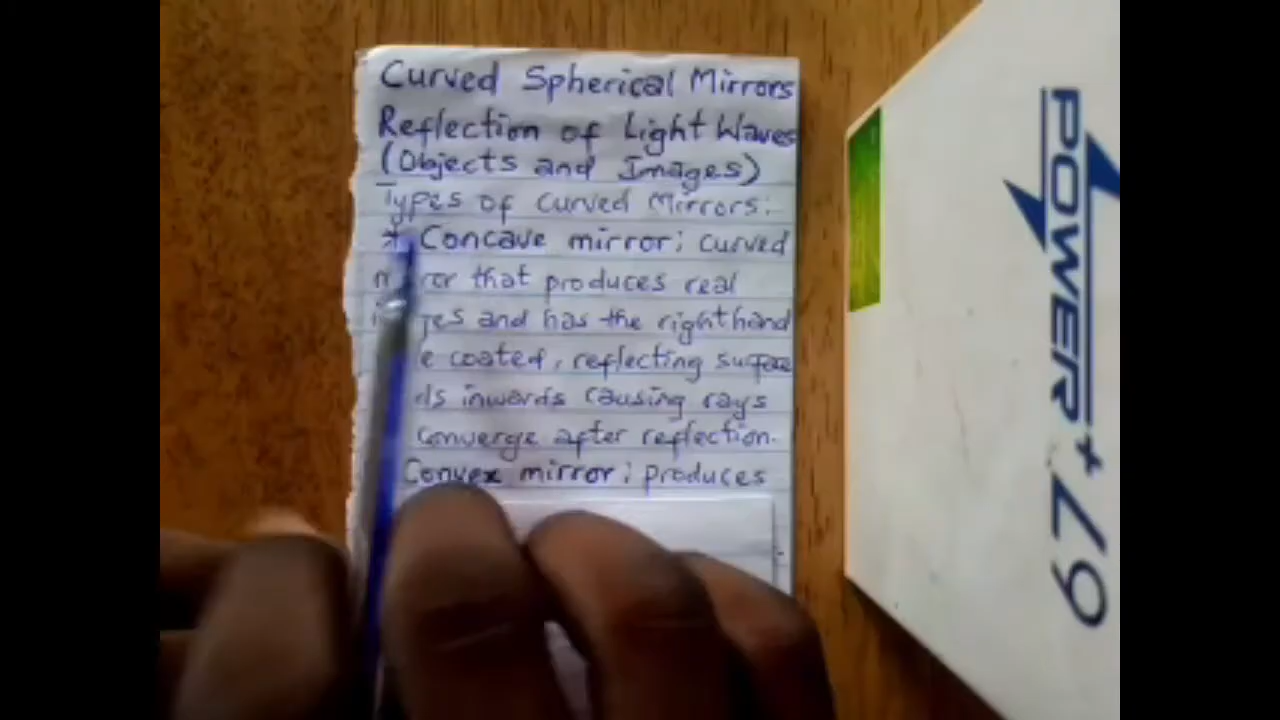 Curved Spherical Mirrors
Reflection of Light Waves
(Objects and Images)
Types of Curved Mirrors:
* Concave mirror; curved
that produces real
and has the right hand
coated, reflecting surface
inwards causing rays
converge after reflection.
Convex mirror; produces
POWER+ L97